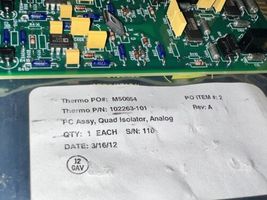 Thermo PO#: M50654 PO ITEM #: 2
Thermo P/N: 102263-101 Rev: A
PC Assy, Quad Isolator, Analog
QTY: 1 EACH S/N: 110
DATE: 3/16/12
12
GAV